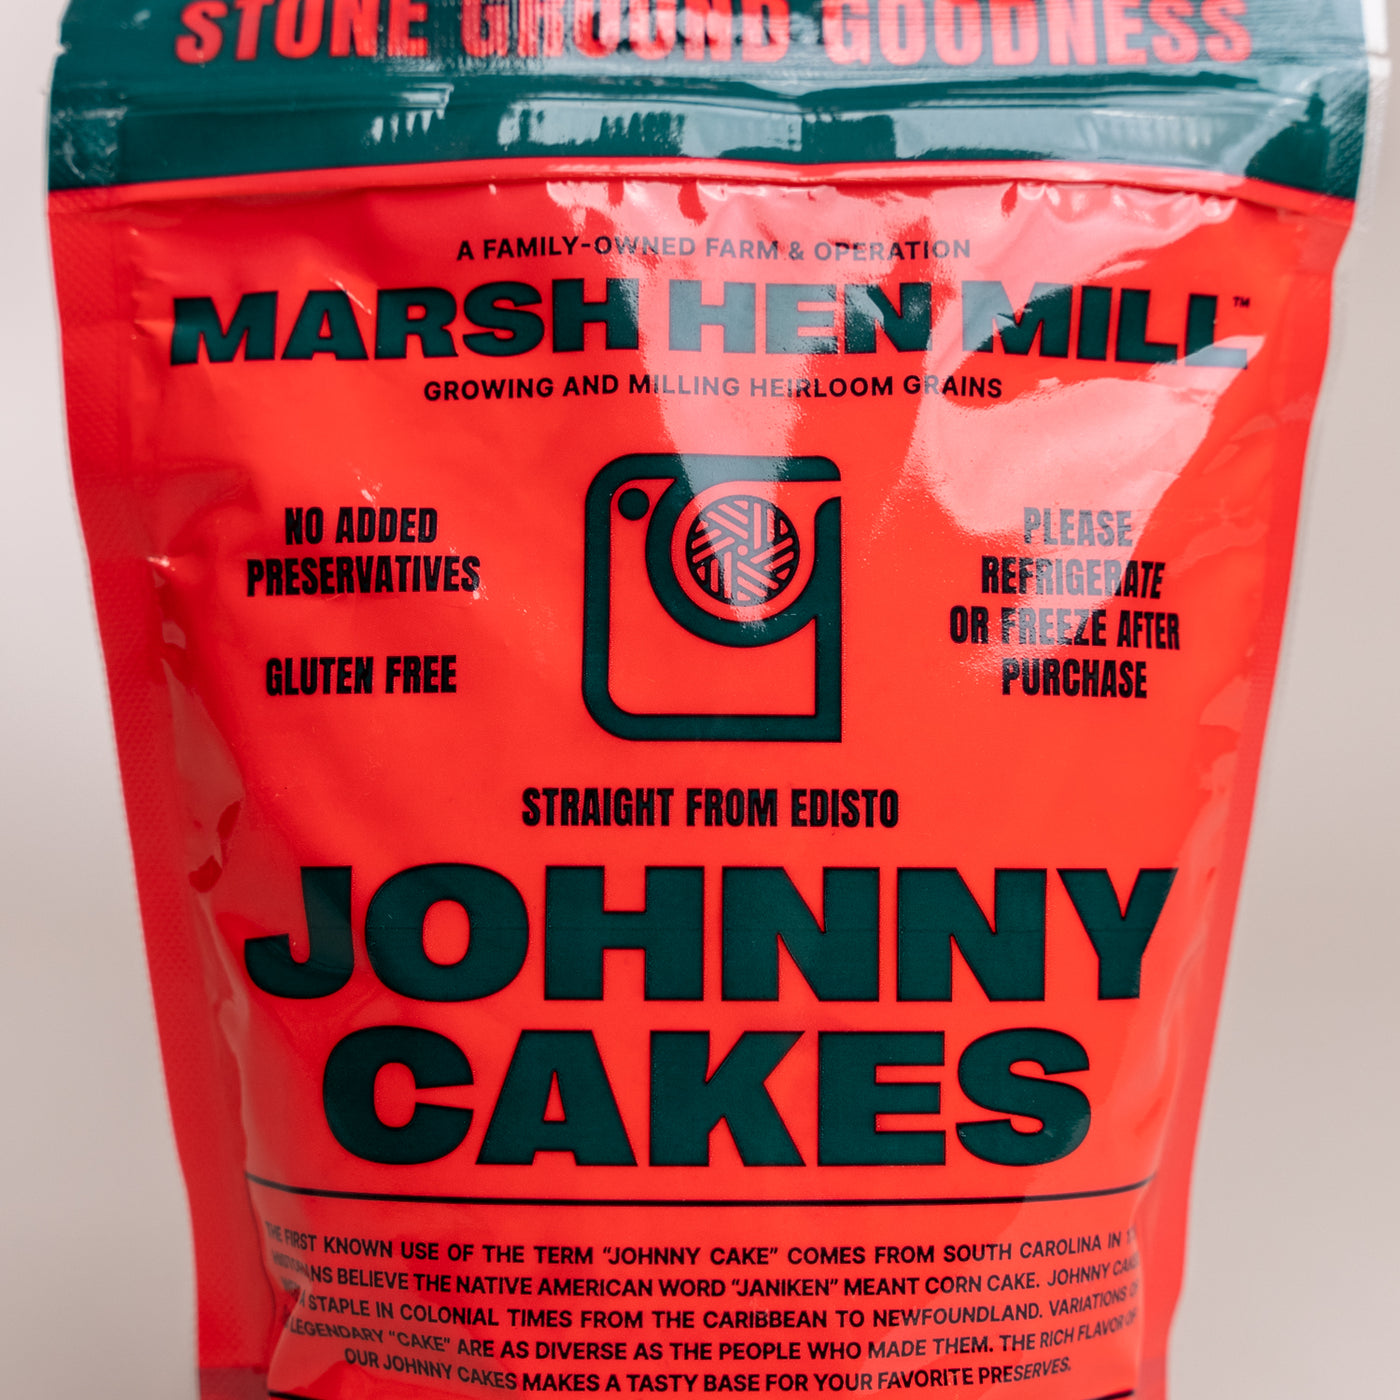 STONE GROUND GOODNESS
A FAMILY-OWNED FARM & OPERATION
MARSH HEN MILL™
GROWING AND MILLING HEIRLOOM GRAINS
NO ADDED
PRESERVATIVES
GLUTEN FREE
PLEASE
REFRIGERATE
OR FREEZE AFTER
PURCHASE
STRAIGHT FROM EDISTO
JOHNNY
CAKES
THE FIRST KNOWN USE OF THE TERM “JOHNNY CAKE” COMES FROM SOUTH CAROLINA IN
HISTORIANS BELIEVE THE NATIVE AMERICAN WORD “JANIKEN” MEANT CORN CAKE. JOHNNY
STAPLE IN COLONIAL TIMES FROM THE CARIBBEAN TO NEWFOUNDLAND. VARIATIONS
LEGENDARY “CAKE” ARE AS DIVERSE AS THE PEOPLE WHO MADE THEM. THE RICH FLAVOR
OUR JOHNNY CAKES MAKES A TASTY BASE FOR YOUR FAVORITE PRESERVES.